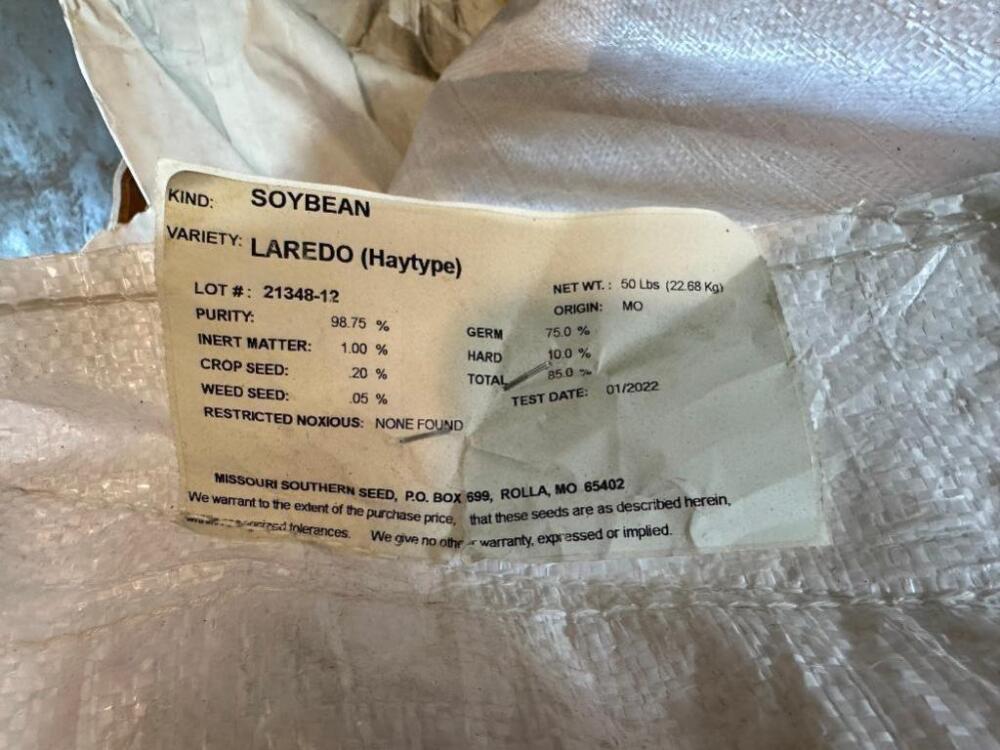 KIND: SOYBEAN
VARIETY: LAREDO (Haytype)
LOT #: 21348-12
NET WT.: 50 Lbs (22.68 Kg)
ORIGIN: MO
PURITY: 98.75 %
GERM 75.0 %
INERT MATTER: 1.00 %
HARD 10.0 %
CROP SEED: .20 %
TOTAL 85.0 %
WEED SEED: .05 %
TEST DATE: 01/2022
RESTRICTED NOXIOUS: NONE FOUND
MISSOURI SOUTHERN SEED, P.O. BOX 699, ROLLA, MO 65402
We warrant to the extent of the purchase price, that these seeds are as described herein,
tolerances. We give no other warranty, expressed or implied.